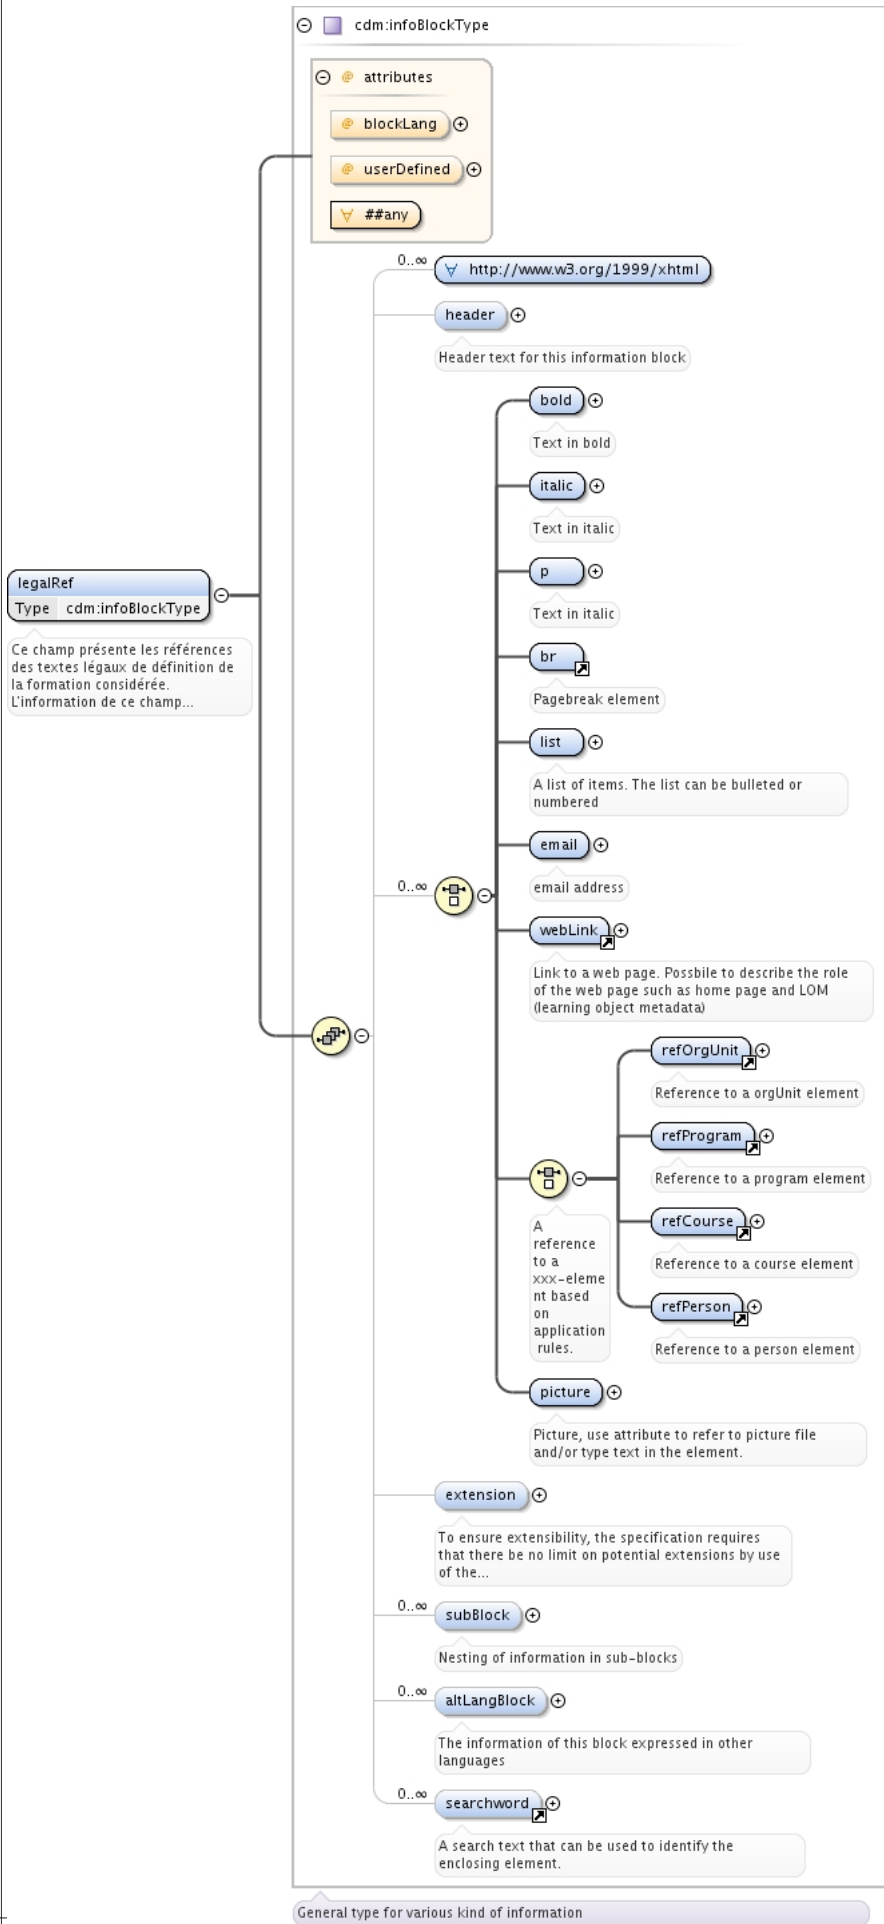 cdm:infoBlockType
@ attributes
@ blockLang
@ userDefined
∀ ##any
0..∞
∀ http://www.w3.org/1999/xhtml
header
Header text for this information block
bold
Text in bold
italic
Text in italic
p
Text in italic
legalRef
Type cdm:infoBlockType
Ce champ présente les références
des textes légaux de définition de
la formation considérée.
L'information de ce champ...
br
Pagebreak element
list
A list of items. The list can be bulleted or
numbered
email
email address
0..∞
webLink
Link to a web page. Possbile to describe the role
of the web page such as home page and LOM
(learning object metadata)
refOrgUnit
Reference to a orgUnit element
refProgram
Reference to a program element
A
reference
to a
xxx-eleme
nt based
on
application
rules.
refCourse
Reference to a course element
refPerson
Reference to a person element
picture
Picture, use attribute to refer to picture file
and/or type text in the element.
extension
To ensure extensibility, the specification requires
that there be no limit on potential extensions by use
of the...
0..∞
subBlock
Nesting of information in sub-blocks
0..∞
altLangBlock
The information of this block expressed in other
languages
0..∞
searchword
A search text that can be used to identify the
enclosing element.
General type for various kind of information